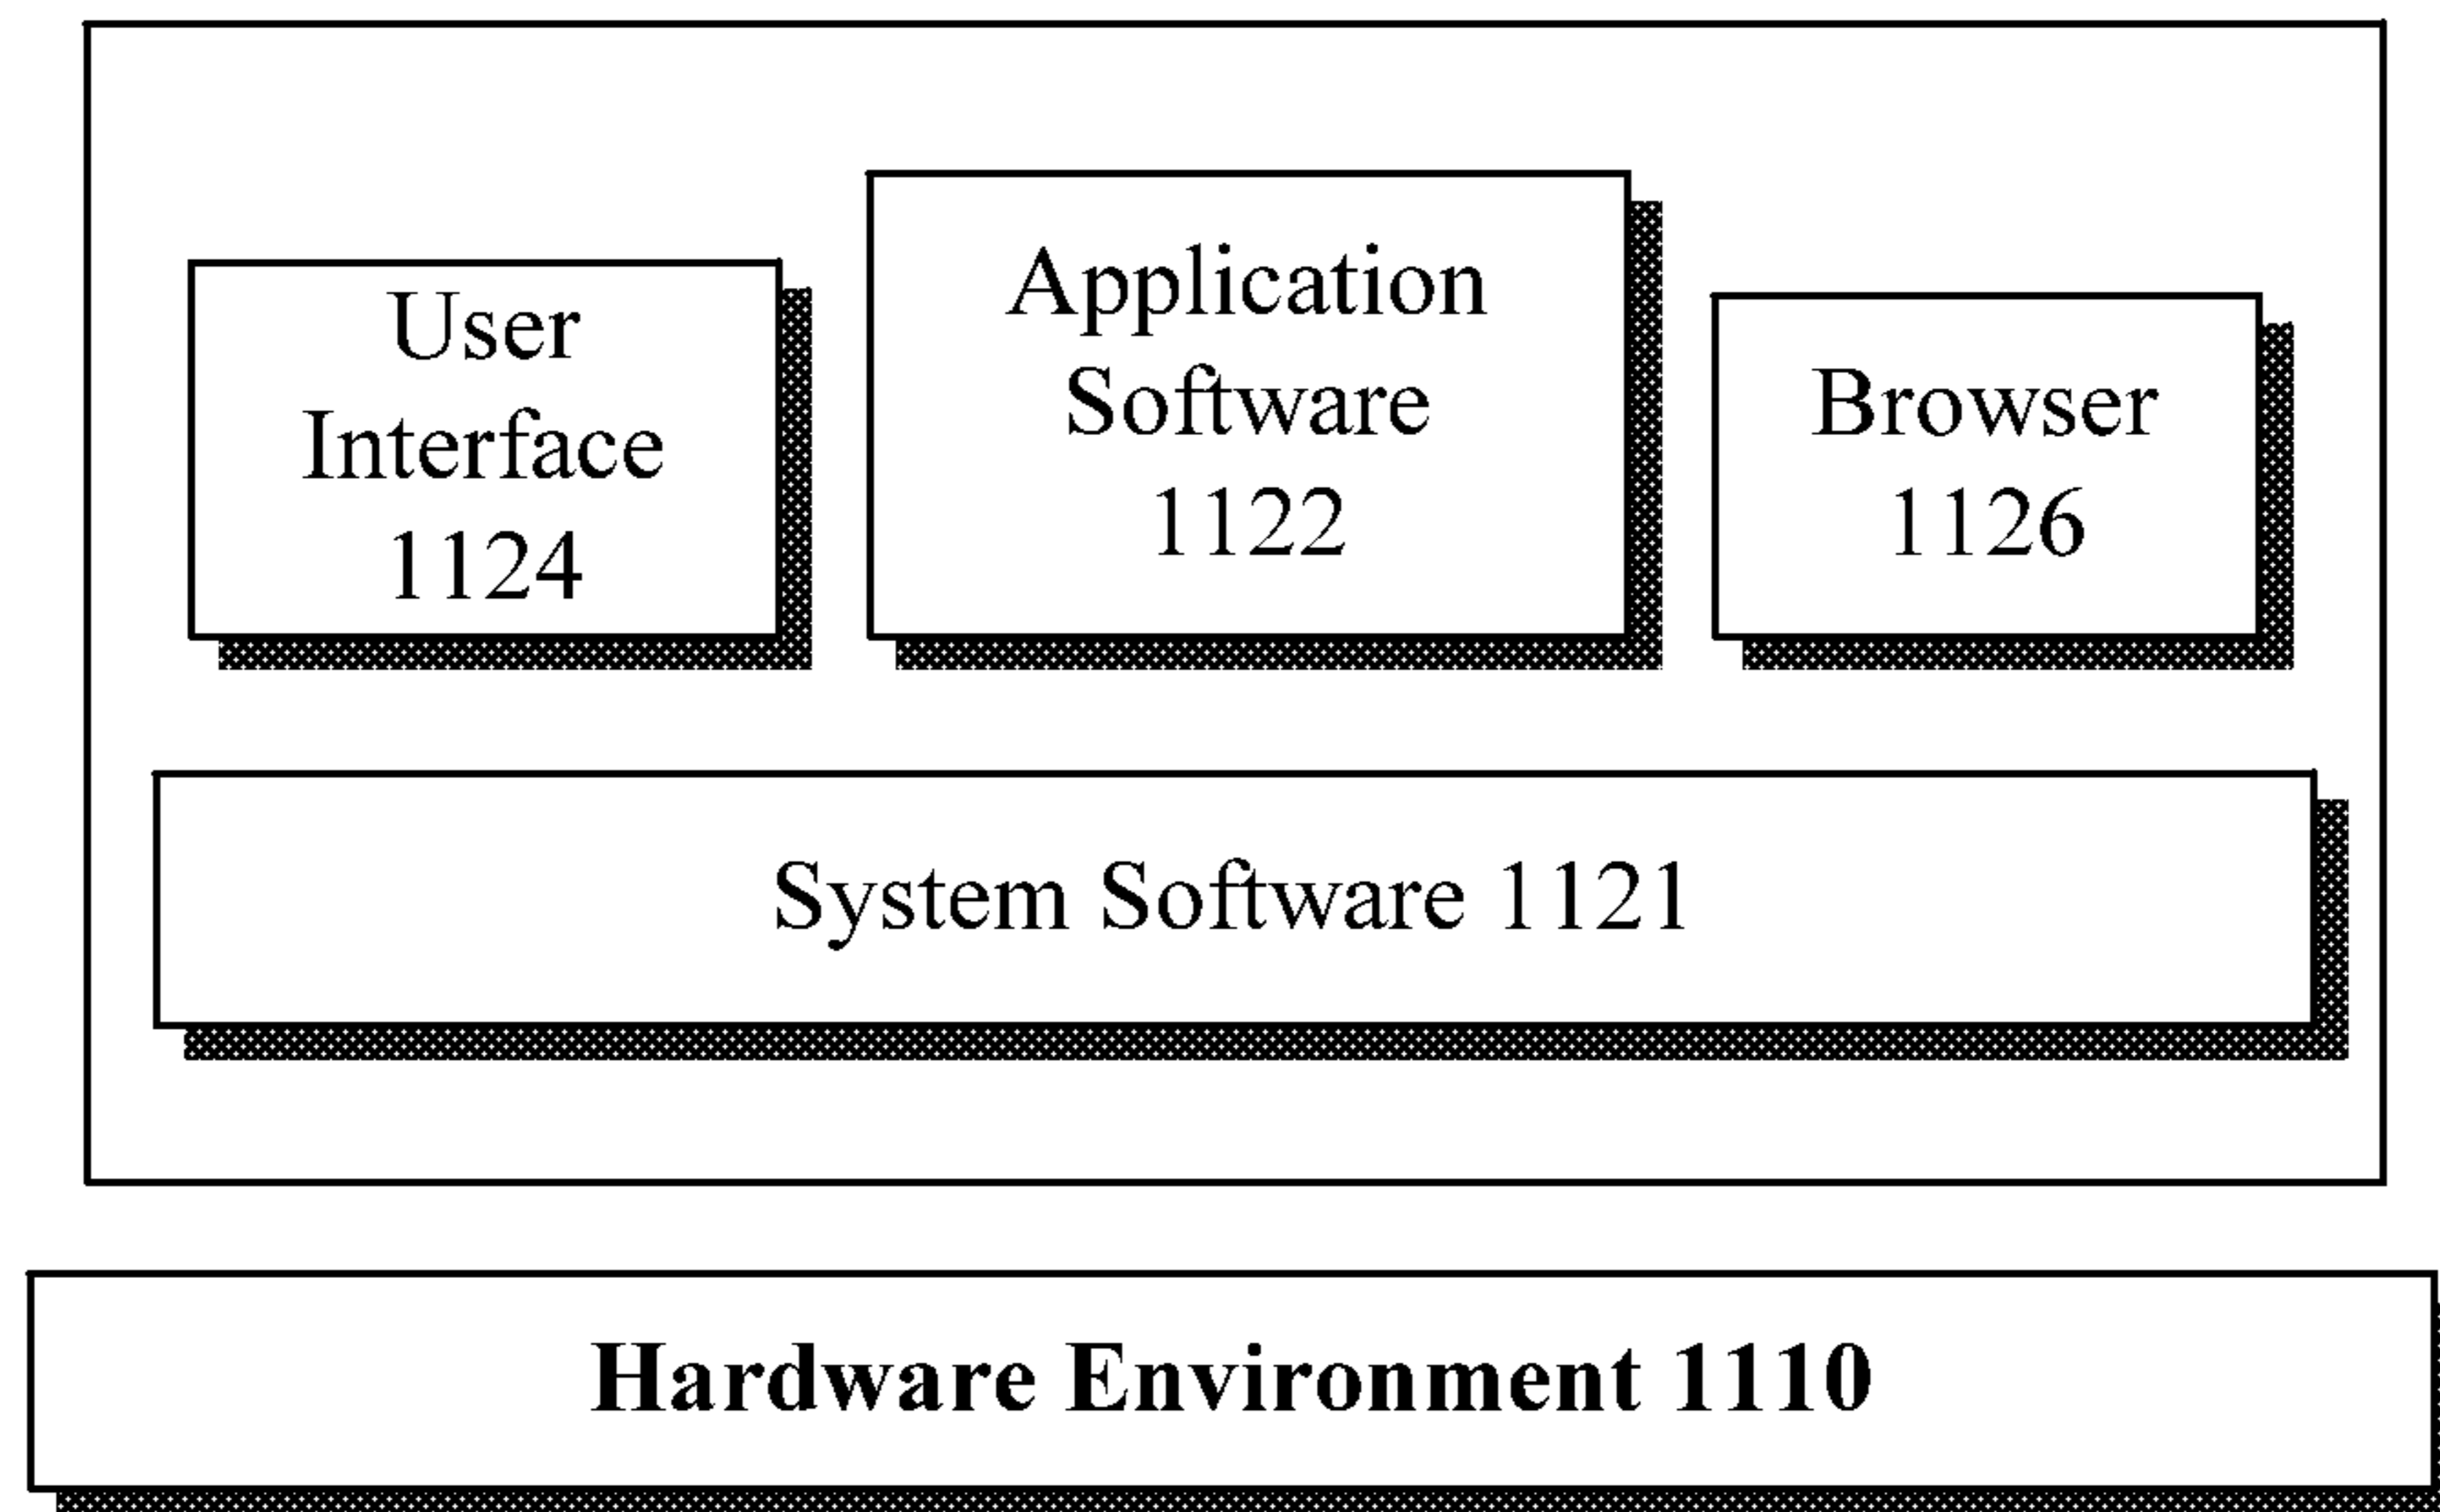 User
Interface
1124
Application
Software
1122
Browser
1126
System Software 1121
Hardware Environment 1110